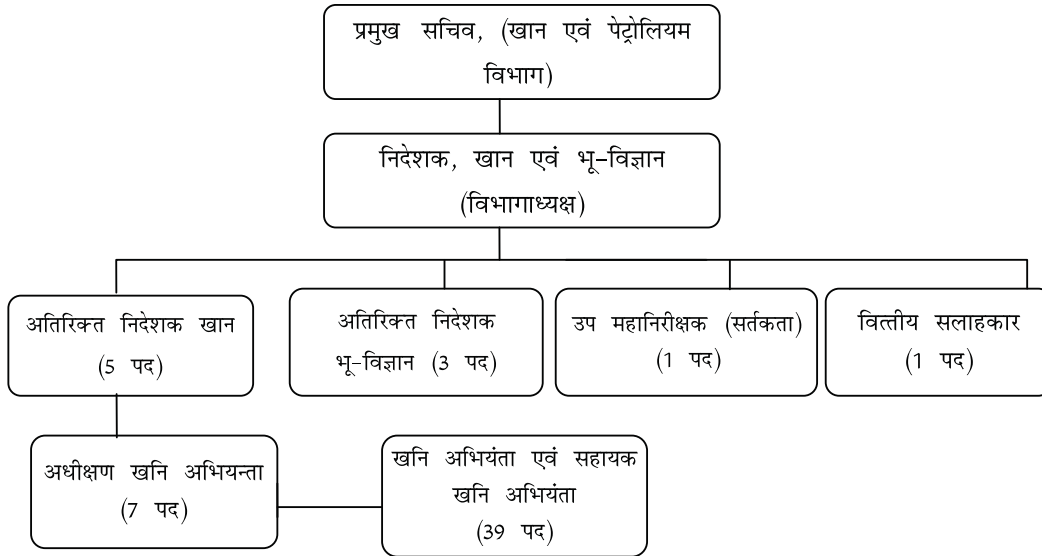 प्रमुख सचिव, (खान एवं पेट्रोलियम
विभाग)
निदेशक, खान एवं भू-विज्ञान
(विभागाध्यक्ष)
अतिरिक्त निदेशक खान
(5 पद)
अतिरिक्त निदेशक
भू-विज्ञान (3 पद)
उप महानिरीक्षक (सर्तकता)
(1 पद)
वित्तीय सलाहकार
(1 पद)
अधीक्षण खनि अभियन्ता
(7 पद)
खनि अभियंता एवं सहायक
खनि अभियंता
(39 पद)